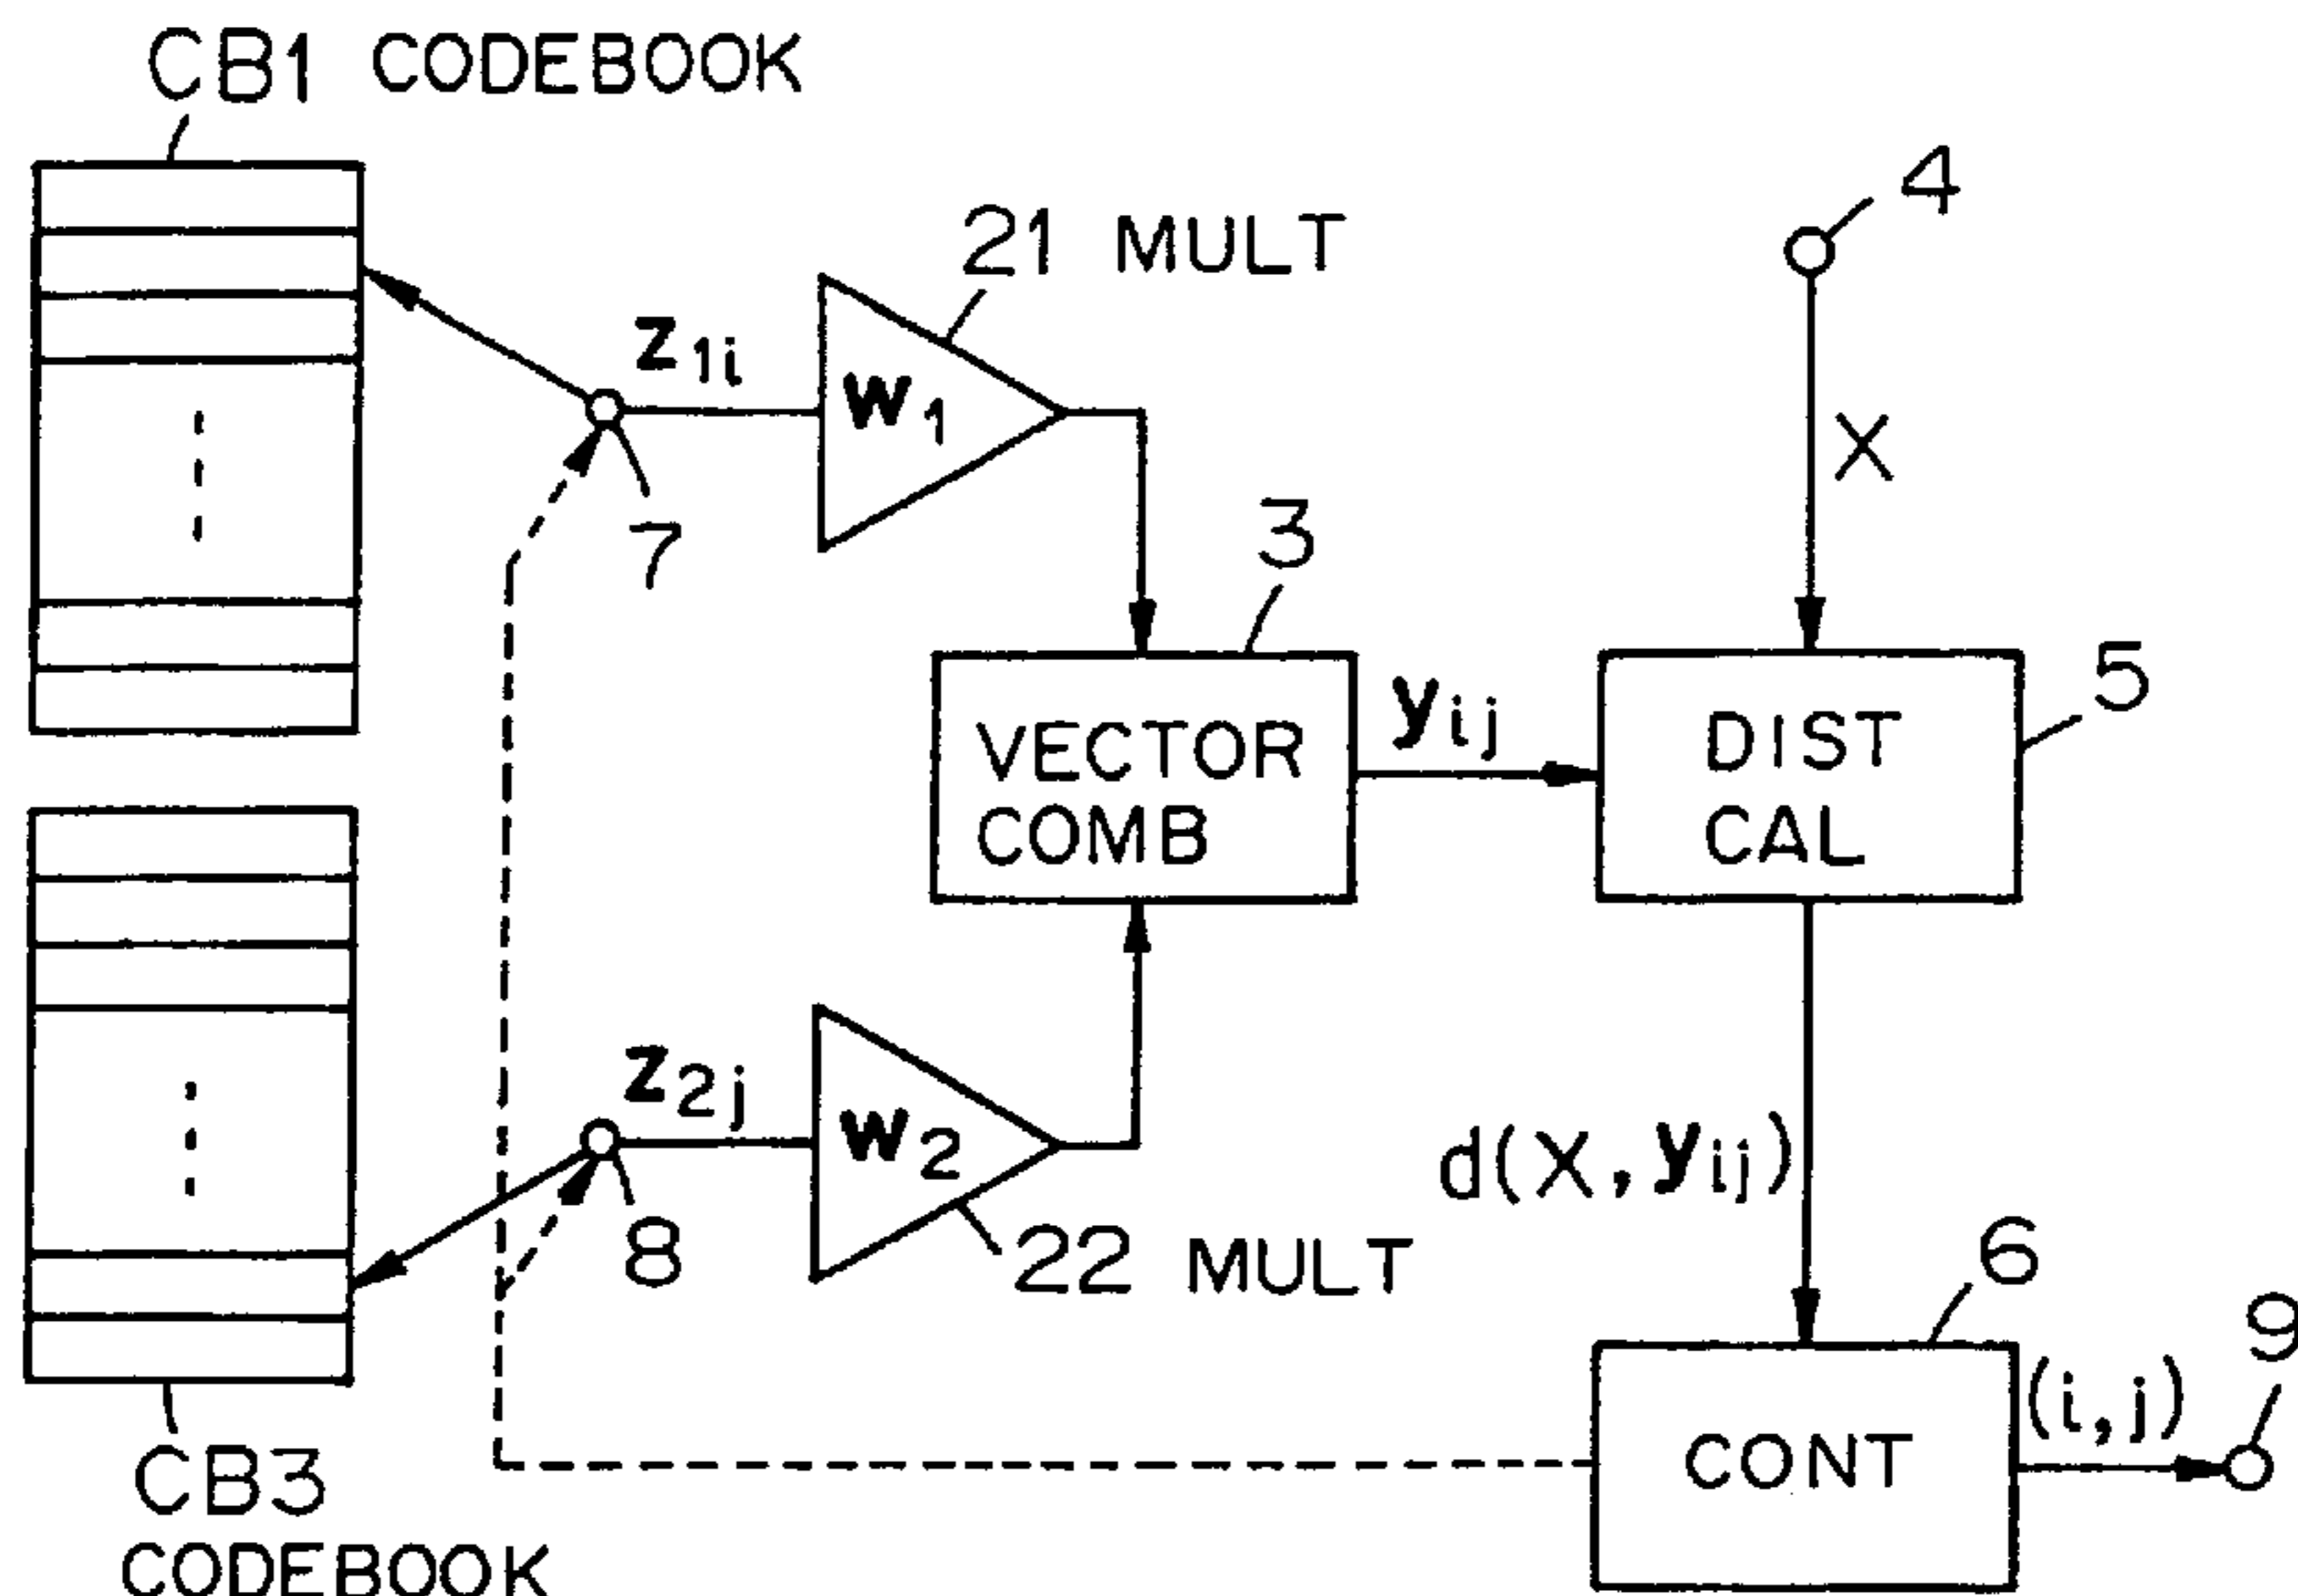 CB1 CODEBOOK
4
21 MULT
z1i
w1
X
7
3
VECTOR
COMB
yij
DIST
CAL
5
z2j
w2
d(X, yij)
8
22 MULT
6
9
(i, j)
CONT
CB3
CODEBOOK